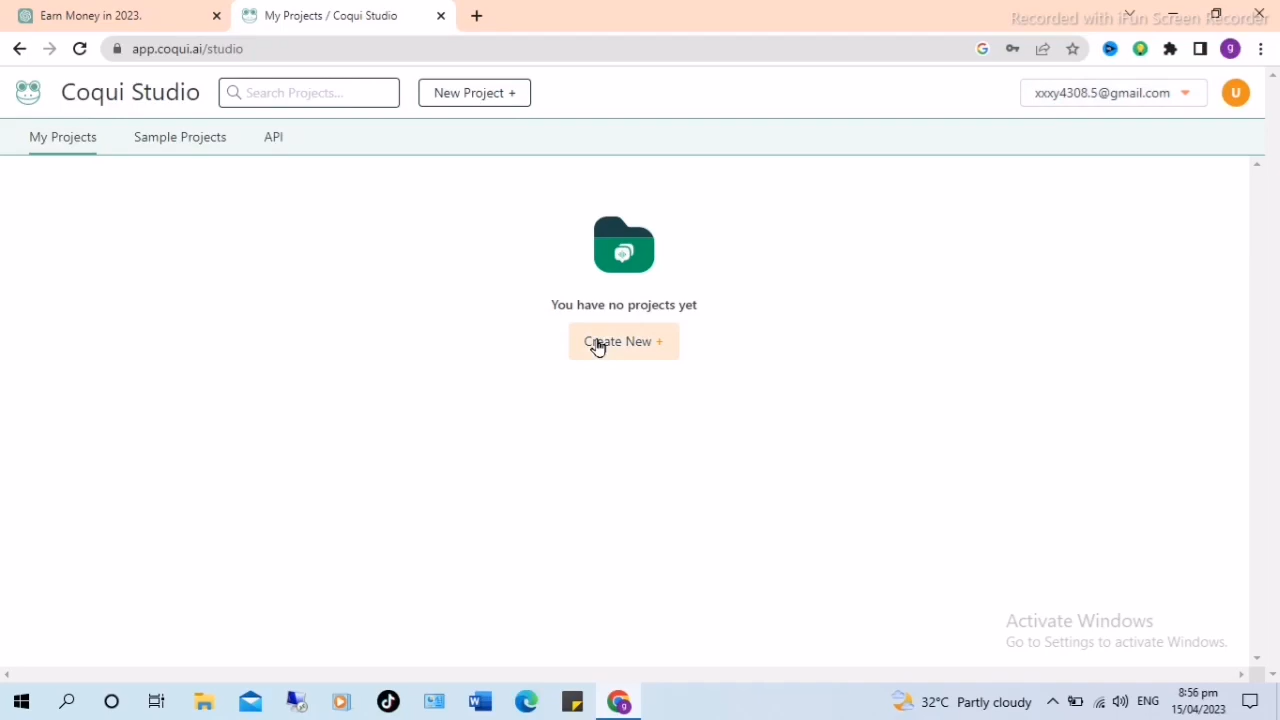 Earn Money in 2023.
My Projects / Coqui Studio
Recorded with iFun Screen Recorder
app.coqui.ai/studio
g
Coqui Studio
Search Projects...
New Project +
xxxy4308.5@gmail.com
U
My Projects
Sample Projects
API
You have no projects yet
Create New +
Activate Windows
Go to Settings to activate Windows.
32°C Partly cloudy
ENG
8:56 pm
15/04/2023